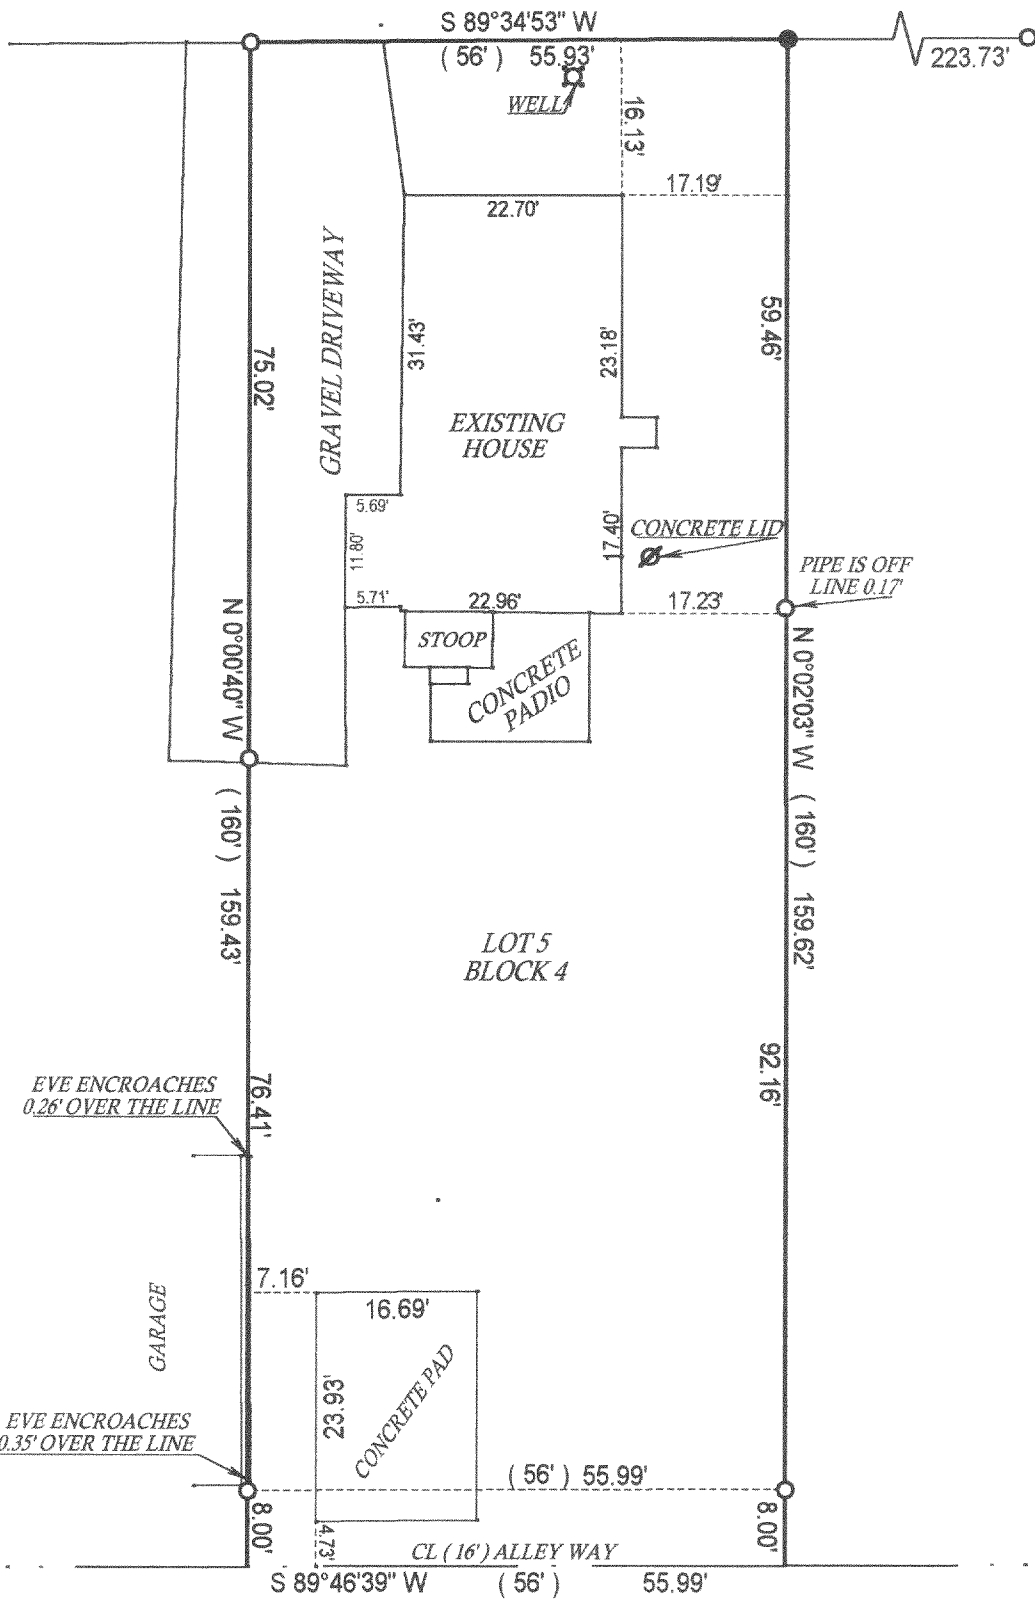 S 89°34'53" W
( 56' ) 55.93'
223.73'
WELL
16.13'
17.19'
22.70'
GRAVEL DRIVEWAY
31.43'
23.18'
59.46'
75.02'
EXISTING
HOUSE
5.69'
11.80'
17.40'
CONCRETE LID
PIPE IS OFF
LINE 0.17'
5.71'
22.96'
17.23'
STOOP
CONCRETE
PADIO
N 0°00'40" W ( 160' ) 159.43'
N 0°02'03" W ( 160' ) 159.62'
LOT 5
BLOCK 4
92.16'
76.41'
EVE ENCROACHES
0.26' OVER THE LINE
7.16'
16.69'
GARAGE
23.93'
CONCRETE PAD
EVE ENCROACHES
0.35' OVER THE LINE
( 56' ) 55.99'
8.00'
8.00'
4.73'
CL ( 16' ) ALLEY WAY
S 89°46'39" W ( 56' ) 55.99'